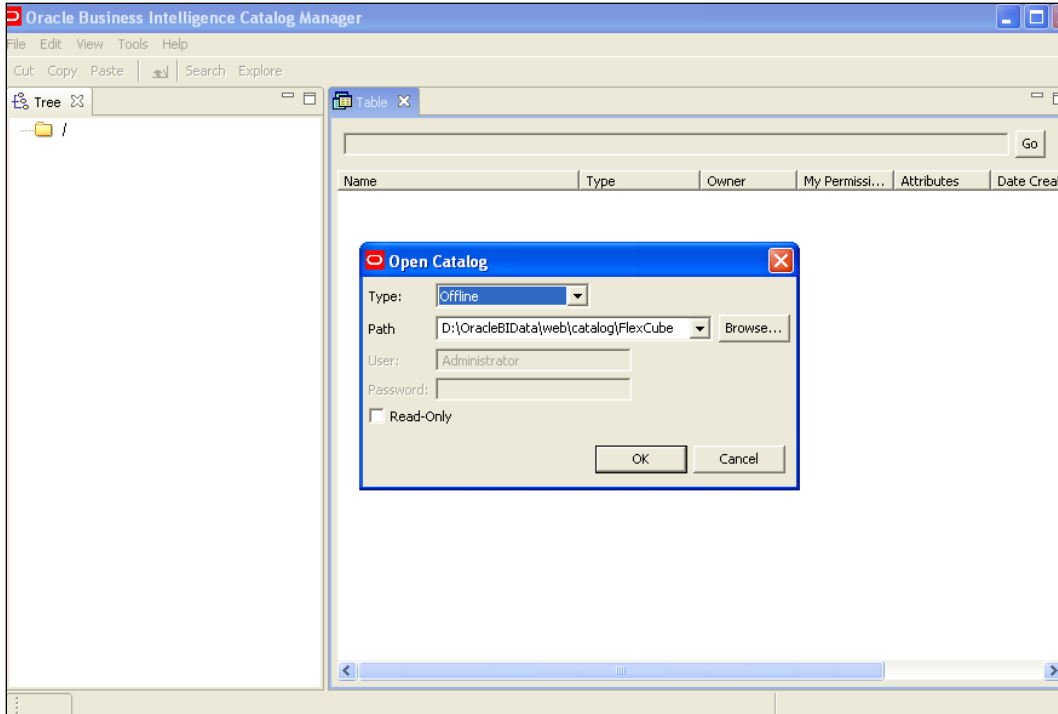 Oracle Business Intelligence Catalog Manager
File Edit View Tools Help
Cut Copy Paste Search Explore
Tree
Table
/
Go
Name Type Owner My Permissi... Attributes Date Crea
Open Catalog
Type: Offline
Path D:\OracleBIData\web\catalog\FlexCube Browse...
User: Administrator
Password:
Read-Only
OK Cancel